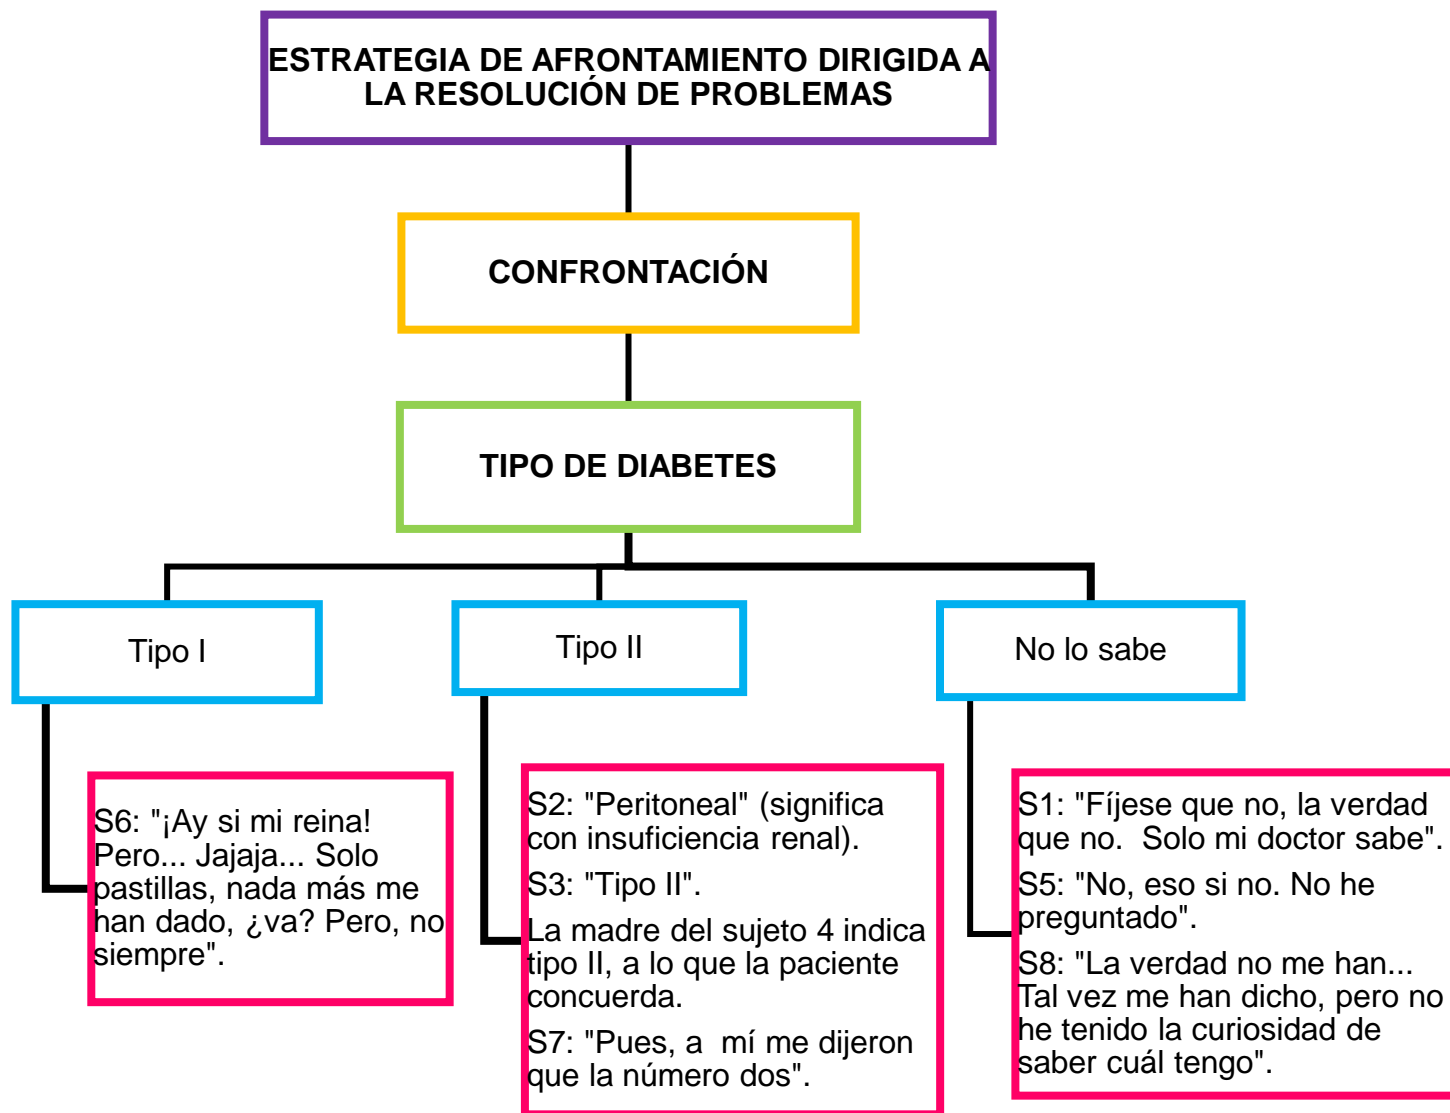 ESTRATEGIA DE AFRONTAMIENTO DIRIGIDA A
LA RESOLUCIÓN DE PROBLEMAS
CONFRONTACIÓN
TIPO DE DIABETES
Tipo I
Tipo II
No lo sabe
S6: "¡Ay si mi reina!
Pero... Jajaja... Solo
pastillas, nada más me
han dado, ¿va? Pero, no
siempre".
S2: "Peritoneal" (significa
con insuficiencia renal).
S3: "Tipo II".
La madre del sujeto 4 indica
tipo II, a lo que la paciente
concuerda.
S7: "Pues, a  mí me dijeron
que la número dos".
S1: "Fíjese que no, la verdad
que no.  Solo mi doctor sabe".
S5: "No, eso si no. No he
preguntado".
S8: "La verdad no me han...
Tal vez me han dicho, pero no
he tenido la curiosidad de
saber cuál tengo".